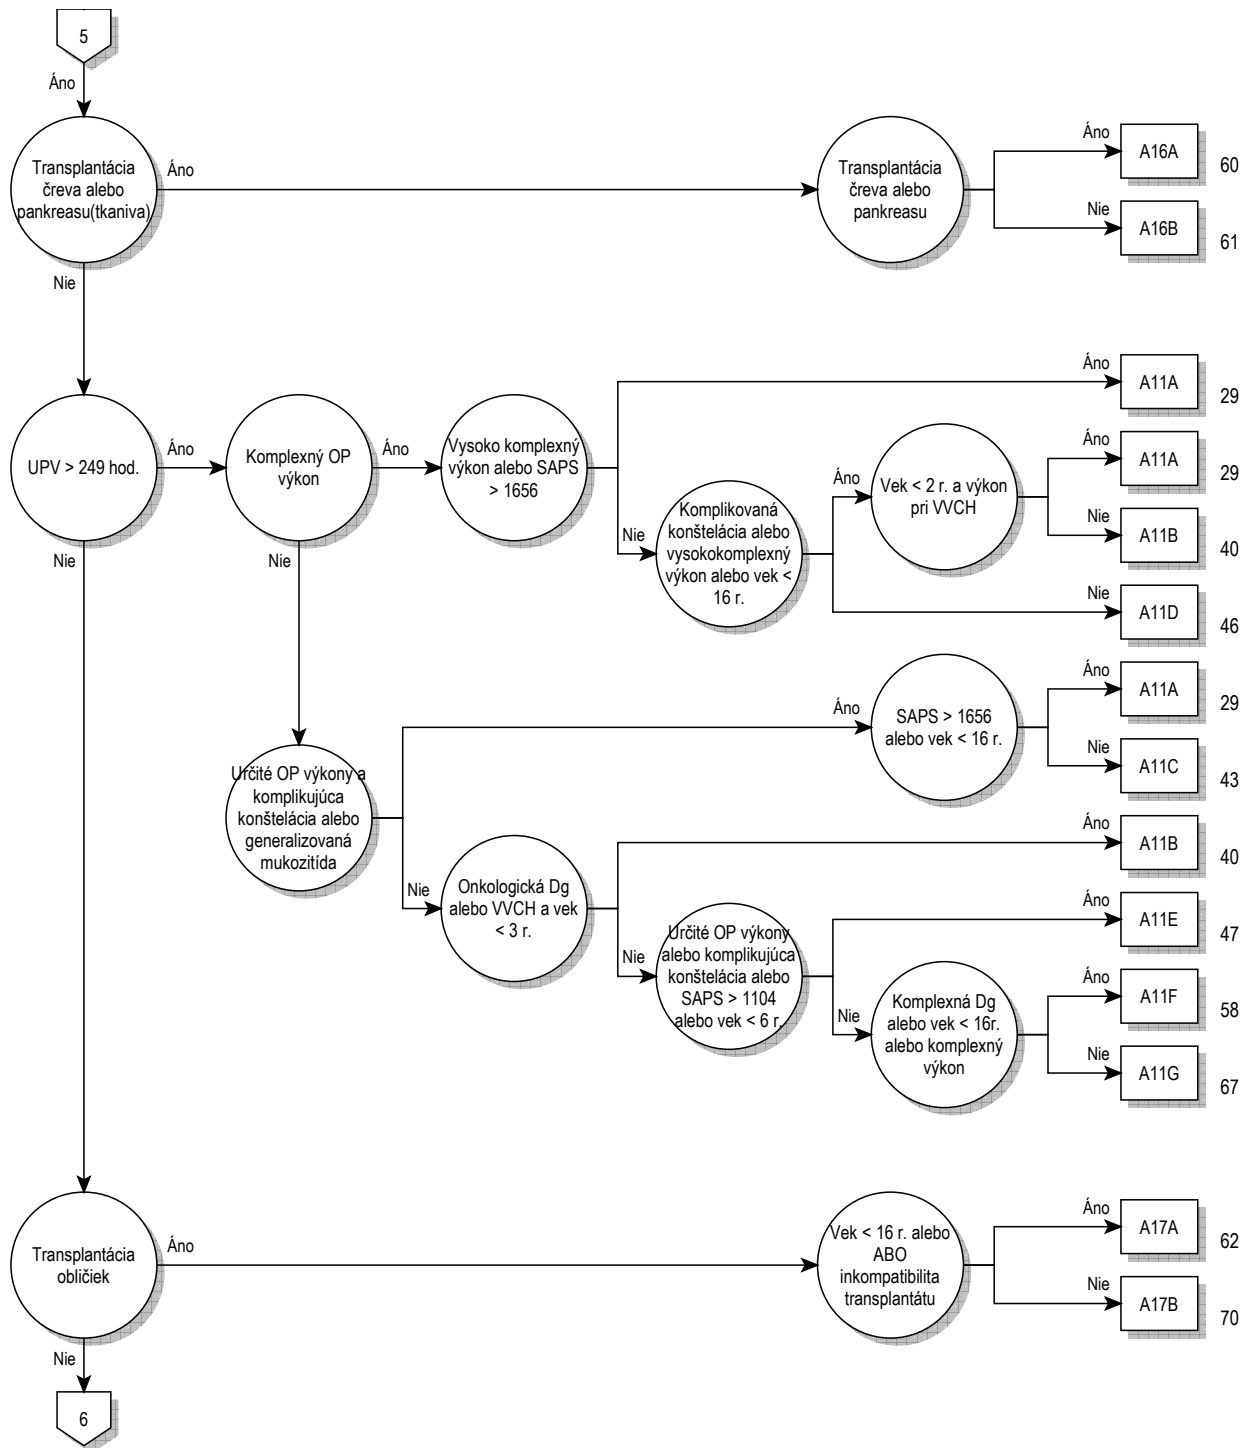 5
Áno
Transplantácia
čreva alebo
pankreasu(tkaniva)
Áno
Transplantácia
čreva alebo
pankreasu
Áno
A16A
60
Nie
A16B
61
Nie
UPV > 249 hod.
Áno
Komplexný OP
výkon
Áno
Vysoko komplexný
výkon alebo SAPS
> 1656
Áno
A11A
29
Nie
Komplikovaná
konštelácia alebo
vysokokomplexný
výkon alebo vek <
16 r.
Áno
Vek < 2 r. a výkon
pri VVCH
Áno
A11A
29
Nie
A11B
40
Nie
A11D
46
Nie
Nie
Určité OP výkony a
komplikujúca
konštelácia alebo
generalizovaná
mukozitída
Áno
SAPS > 1656
alebo vek < 16 r.
Áno
A11A
29
Nie
A11C
43
Nie
Onkologická Dg
alebo VVCH a vek
< 3 r.
Áno
A11B
40
Nie
Určité OP výkony
alebo komplikujúca
konštelácia alebo
SAPS > 1104
alebo vek < 6 r.
Áno
A11E
47
Nie
Komplexná Dg
alebo vek < 16r.
alebo komplexný
výkon
Áno
A11F
58
Nie
A11G
67
Transplantácia
obličiek
Áno
Vek < 16 r. alebo
ABO
inkompatibilita
transplantátu
Áno
A17A
62
Nie
A17B
70
Nie
6